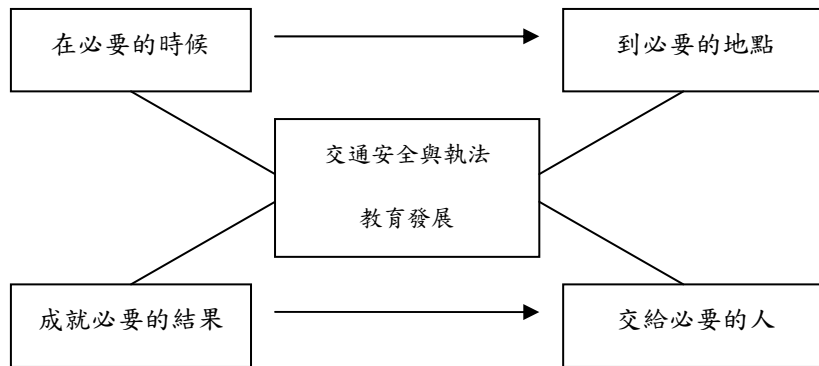 在必要的時候
到必要的地點
交通安全與執法
教育發展
成就必要的結果
交給必要的人